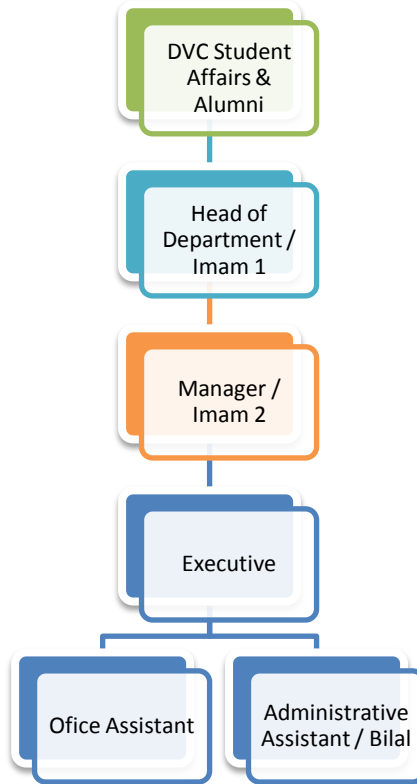 DVC Student
Affairs &
Alumni
Head of
Department /
Imam 1
Manager /
Imam 2
Executive
Ofice Assistant
Administrative
Assistant / Bilal